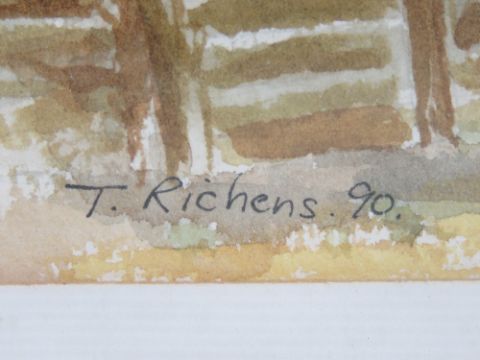 T. Richens. 90.